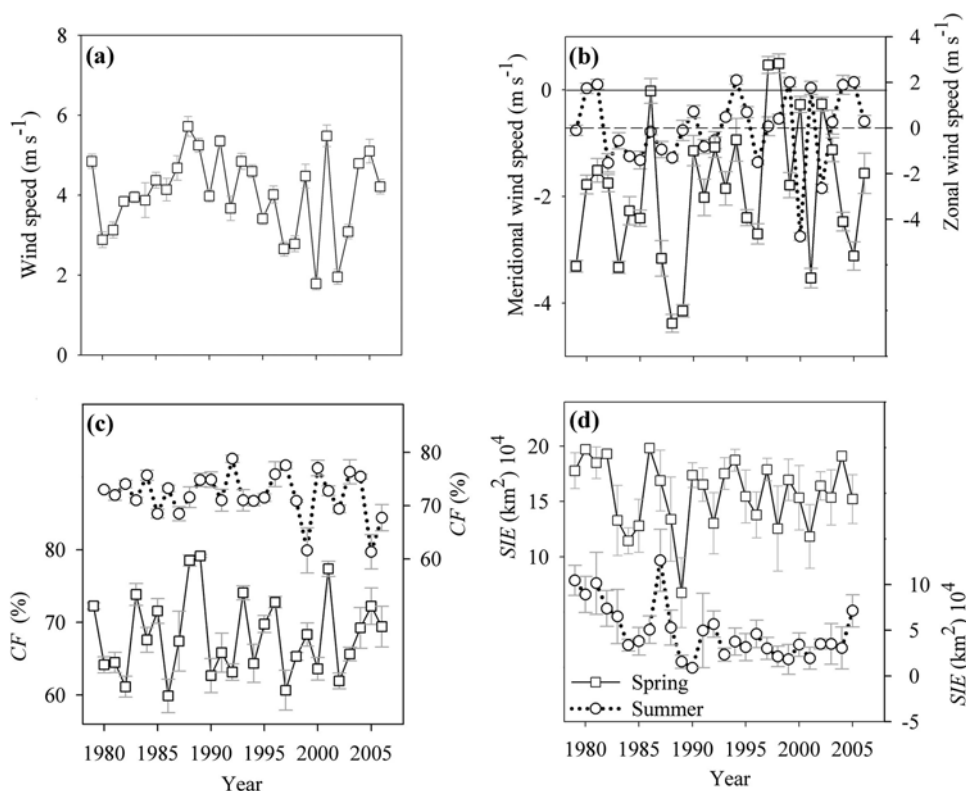 (a)
Wind speed (m s⁻¹)
8
6
4
2
0
(b)
Meridional wind speed (m s⁻¹)
0
-2
-4
Zonal wind speed (m s⁻¹)
4
2
0
-2
-4
(c)
CF (%)
80
70
60
CF (%)
80
70
60
1980 1985 1990 1995 2000 2005
Year
(d)
SIE (km²) 10⁴
20
15
10
SIE (km²) 10⁴
10
5
0
-5
Spring
Summer
1980 1985 1990 1995 2000 2005
Year